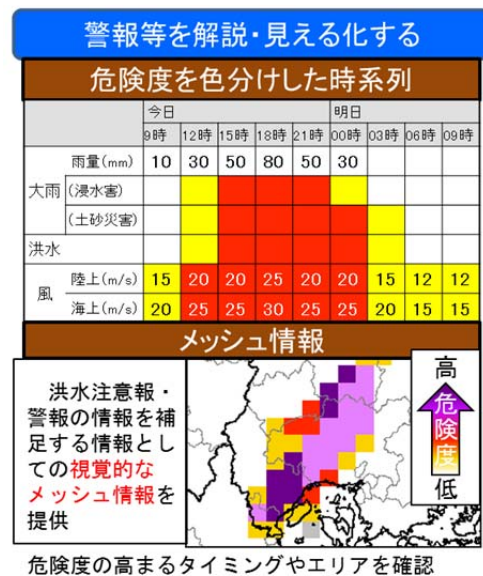 警報等を解説・見える化する
危険度を色分けした時系列
今日 明日
9時 12時 15時 18時 21時 00時 03時 06時 09時
大雨 雨量(mm) 10 30 50 80 50 30
(浸水害)
(土砂災害)
洪水
風 陸上(m/s) 15 20 20 25 20 20 15 12 12
海上(m/s) 20 25 25 30 25 25 20 15 15
メッシュ情報
洪水注意報・
警報の情報を補
足する情報とし
ての視覚的な
メッシュ情報を
提供
高
危険度
低
危険度の高まるタイミングやエリアを確認